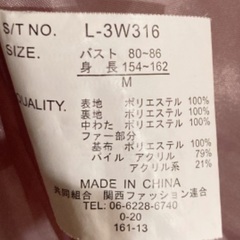 S/T NO. L-3W316
SIZE. バスト 80~86
身 長 154~162
M
QUALITY. 表地 ポリエステル 100%
裏地 ポリエステル 100%
中わた ポリエステル 100%
ファー部分
基布 ポリエステル 100%
パイル アクリル 79%
アクリル系 21%
MADE IN CHINA
共同組合 関西ファッション連合
TEL: 06-6228-6740
0-20
161-13